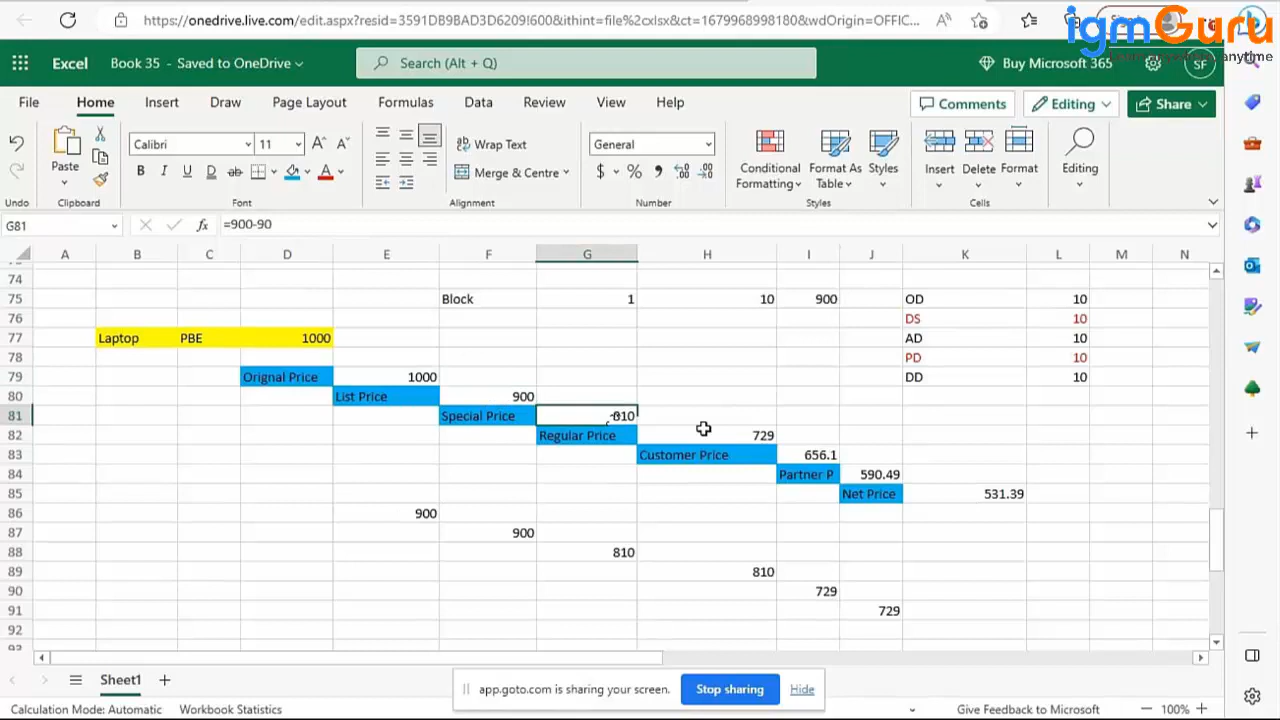 https://onedrive.live.com/edit.aspx?resid=3591DB9BAD3D6209!600&ithint=file%2cxlsx&ct=1679968998180&wdOrigin=OFFIC...
igmGuru
anytime
Excel Book 35 - Saved to OneDrive Search (Alt + Q) Buy Microsoft 365 SF
File Home Insert Draw Page Layout Formulas Data Review View Help Comments Editing Share
Paste Calibri 11 A A Wrap Text General Conditional Formatting Format As Table Styles Insert Delete Format Editing
B I U D ab A Merge & Centre $ % 9
Undo Clipboard Font Alignment Number Styles Cells
G81 fx =900-90
A B C D E F G H I J K L M N
74
75 Block 1 10 900 OD 10
76 DS 10
77 Laptop PBE 1000 AD 10
78 PD 10
79 Orignal Price 1000 DD 10
80 List Price 900
81 Special Price 810
82 Regular Price 729
83 Customer Price 656.1
84 Partner P 590.49
85 Net Price 531.39
86 900
87 900
88 810
89 810
90 729
91 729
92
Sheet1
app.goto.com is sharing your screen. Stop sharing Hide
Calculation Mode: Automatic Workbook Statistics Give Feedback to Microsoft 100%